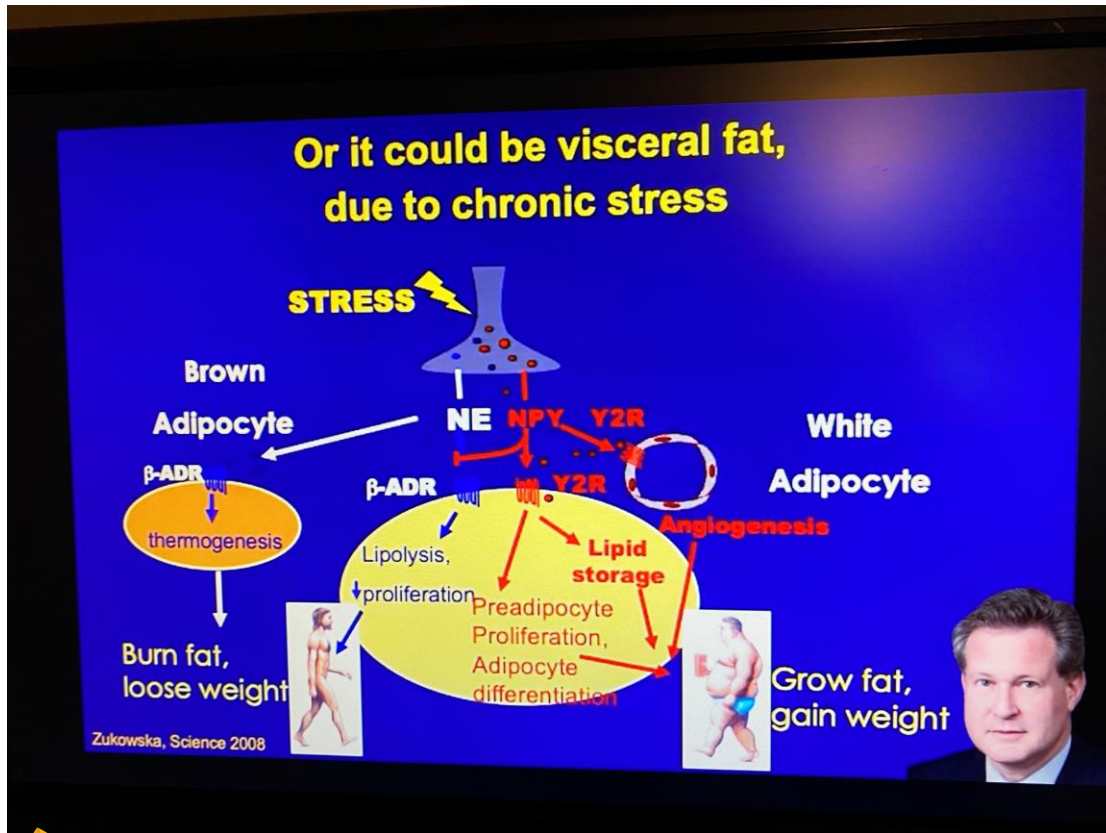 Or it could be visceral fat,
due to chronic stress
STRESS
Brown
Adipocyte
NE NPY Y2R
White
Adipocyte
β-ADR
β-ADR
Y2R
Angiogenesis
thermogenesis
Lipolysis,
proliferation
Lipid
storage
Preadipocyte
Proliferation,
Adipocyte
differentiation
Burn fat,
loose weight
Grow fat,
gain weight
Zukowska, Science 2008